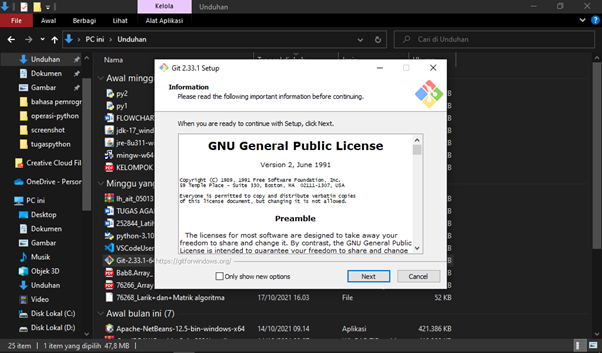 Kelola
Unduhan
File
Awal
Berbagi
Lihat
Alat Aplikasi
PC ini
Unduhan
Cari di Unduhan
Unduhan
Dokumen
Gambar
bahasa pemrogr
operasi-python
screenshot
tugaspython
Creative Cloud File
OneDrive - Person
PC ini
Desktop
Dokumen
Gambar
Musik
Objek 3D
Unduhan
Video
Disk Lokal (C:)
Disk Lokal (D:)
Nama
Awal minggu
py2
py1
FLOWCHAR
jdk-17_wind
jre-8u311-w
mingw-w64
KELOMPOK
Minggu yang
lh_ait_05013
TUGAS AGA
252844_Latih
python-3.10
VSCodeUser
Git-2.33.1-64
Bab8.Array_
76266_Array
76268_Larik+dan+Matrik algoritma
17/10/2021 16.03
File
52 KB
Awal bulan ini (7)
Apache-NetBeans-12.5-bin-windows-x64
14/10/2021 09.14
Aplikasi
421.386 KB
Git 2.33.1 Setup
Information
Please read the following important information before continuing.
When you are ready to continue with Setup, click Next.
GNU General Public License
Version 2, June 1991
Copyright (C) 1989, 1991 Free Software Foundation, Inc.
59 Temple Place - Suite 330, Boston, MA 02111-1307, USA
Everyone is permitted to copy and distribute verbatim copies
of this license document, but changing it is not allowed.
Preamble
The licenses for most software are designed to take away your
freedom to share and change it. By contrast, the GNU General Public
License is intended to guarantee your freedom to share and change
https://gitforwindows.org/
Only show new options
Next
Cancel
25 item
1 item yang dipilih 47,8 MB